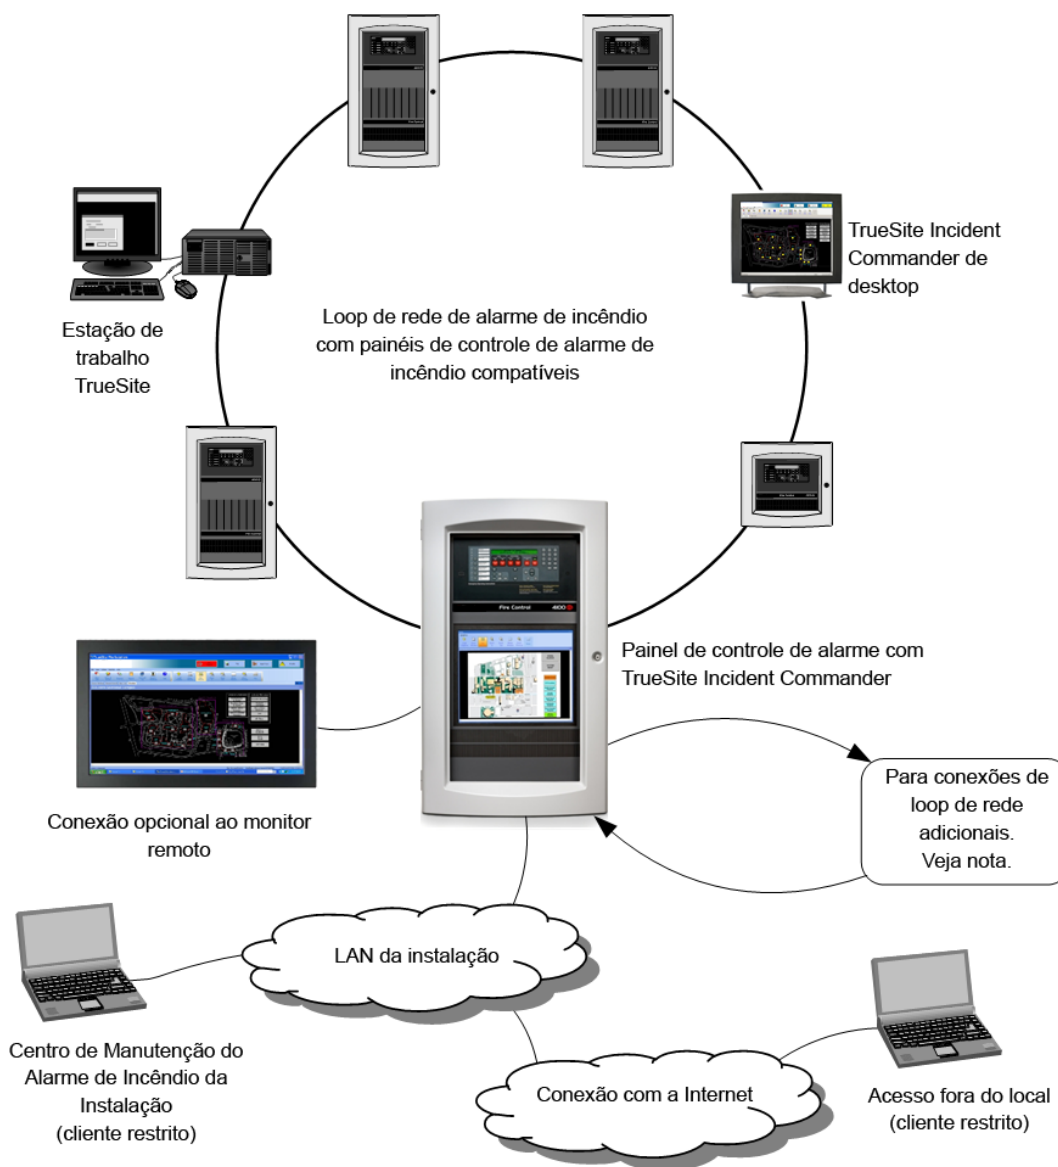 TrueSite Incident
Commander de
desktop
Estação de
trabalho
TrueSite
Loop de rede de alarme de incêndio
com painéis de controle de alarme de
incêndio compatíveis
Fire Control 4100
Painel de controle de alarme com
TrueSite Incident Commander
Conexão opcional ao monitor
remoto
Para conexões de
loop de rede
adicionais.
Veja nota.
LAN da instalação
Centro de Manutenção do
Alarme de Incêndio da
Instalação
(cliente restrito)
Conexão com a Internet
Acesso fora do local
(cliente restrito)